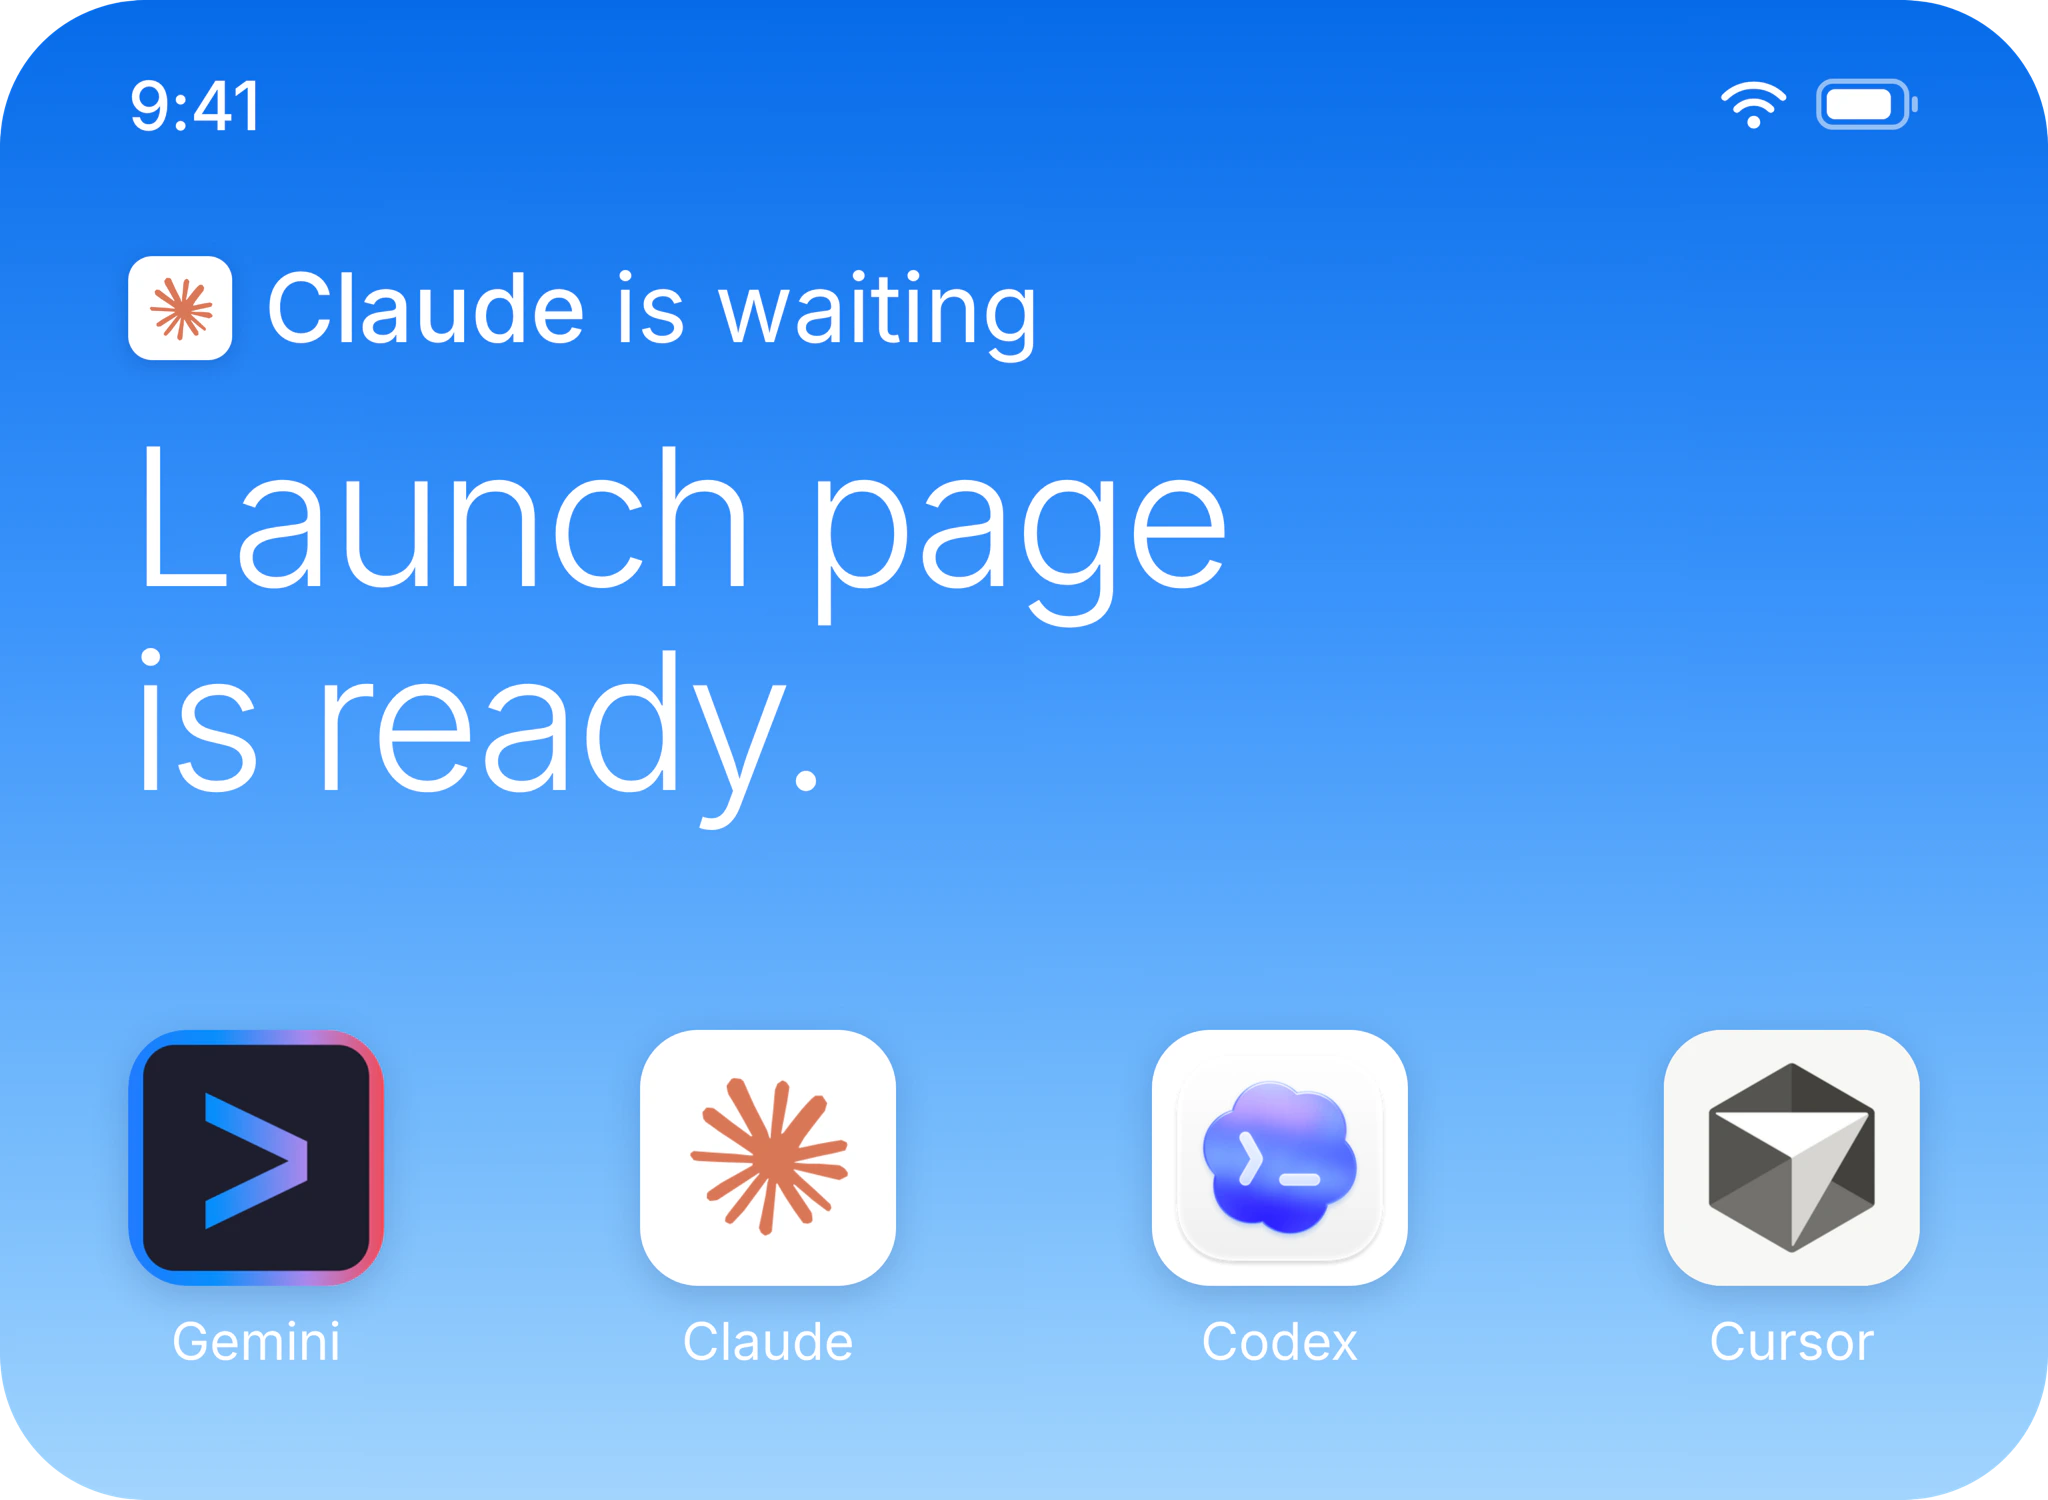 9:41
Claude is waiting
Launch page
is ready.
Gemini
Claude
Codex
Cursor